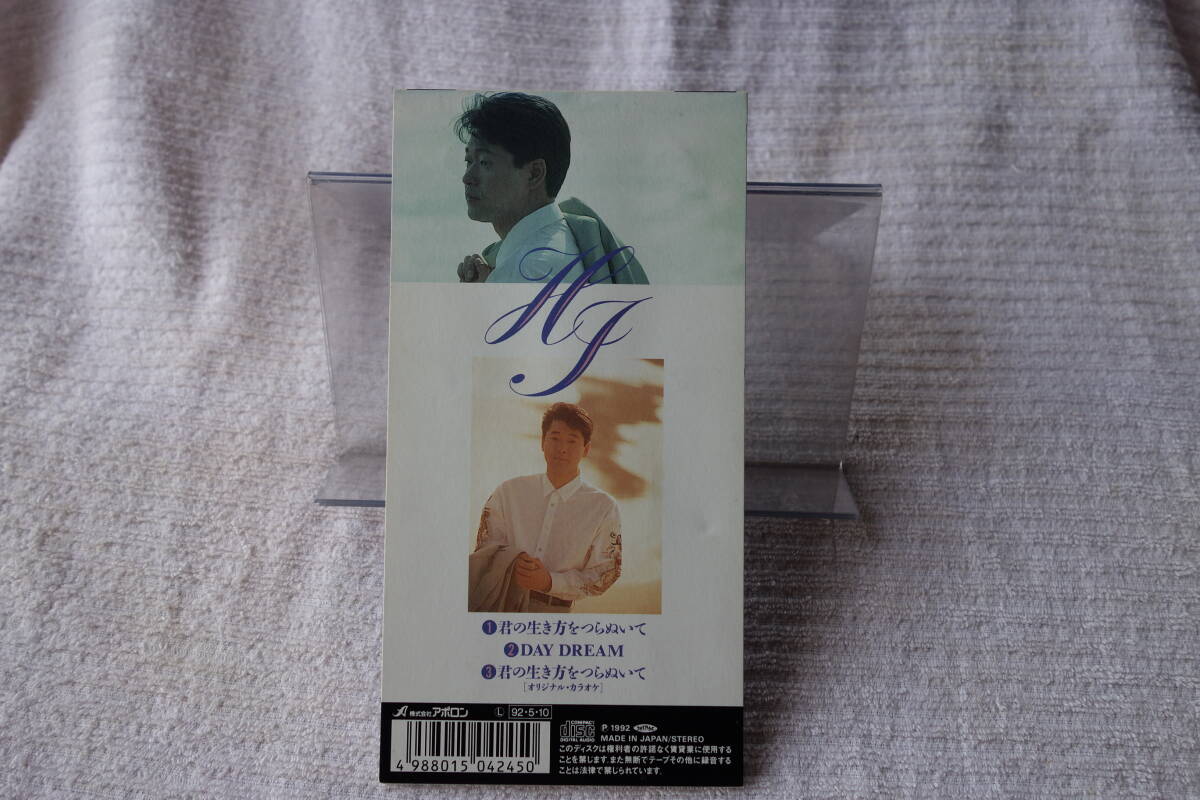 HJ
❶君の生き方をつらぬいて
❷DAY DREAM
❸君の生き方をつらぬいて
[オリジナル・カラオケ]
株式会社アポロン Ⓛ 92・5・10
4 988015 042450
COMPACT disc DIGITAL AUDIO
P 1992
MADE IN JAPAN/STEREO
このディスクは権利者の許諾なく賃貸業に使用する
ことを禁じます。また無断でテープその他に録音する
ことは法律で禁じられています。